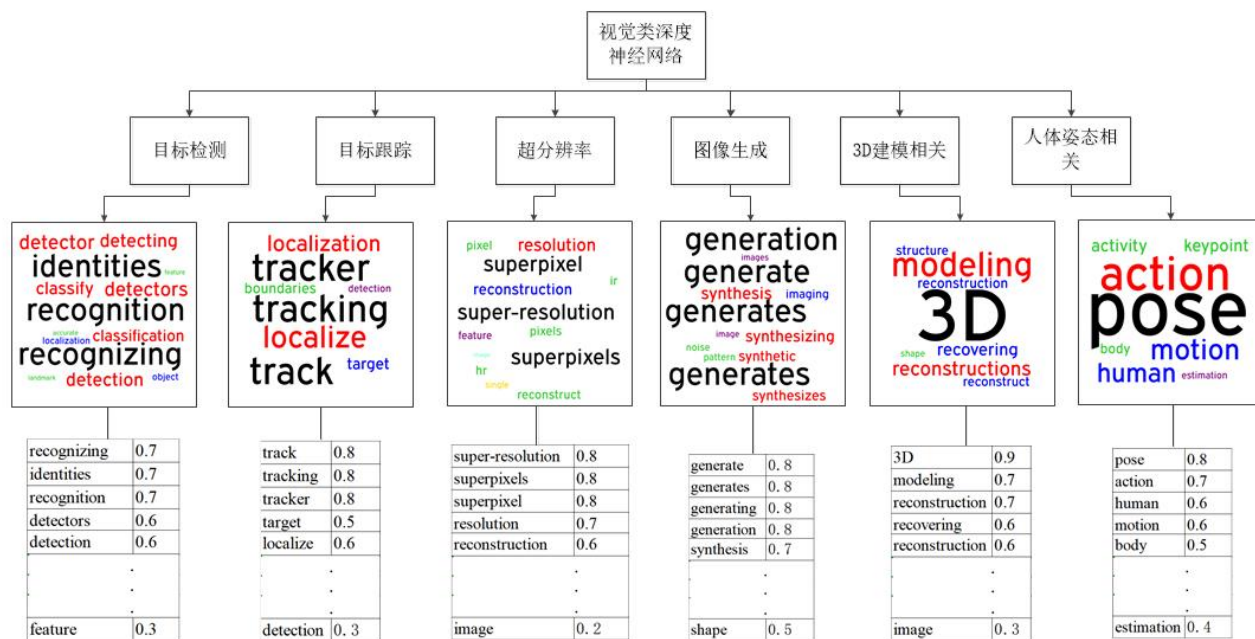 视觉类深度
神经网络
目标检测
目标跟踪
超分辨率
图像生成
3D建模相关
人体姿态相
关
detector detecting
identities
feature
classify detectors
recognition
accurate
classification
localization
recognizing
landmark
detection
object
localization
tracker
boundaries
detection
tracking
localize
track
target
pixel
resolution
superpixel
ir
reconstruction
super-resolution
feature
pixels
superpixels
hr
single
reconstruct
generation
images
generate
synthesis
imaging
generates
image
synthesizing
noise
pattern
synthetic
generates
synthesizes
structure
modeling
reconstruction
3D
shape
recovering
reconstructions
reconstruct
activity
keypoint
action
pose
body
motion
human
estimation
recognizing 0.7
identities 0.7
recognition 0.7
detectors 0.6
detection 0.6
feature 0.3
track 0.8
tracking 0.8
tracker 0.8
target 0.5
localize 0.6
detection 0.3
super-resolution 0.8
superpixels 0.8
superpixel 0.8
resolution 0.7
reconstruction 0.6
image 0.2
generate 0.8
generates 0.8
generating 0.8
generation 0.8
synthesis 0.7
shape 0.5
3D 0.9
modeling 0.7
reconstruction 0.7
recovering 0.6
reconstruction 0.6
image 0.3
pose 0.8
action 0.7
human 0.6
motion 0.6
body 0.5
estimation 0.4